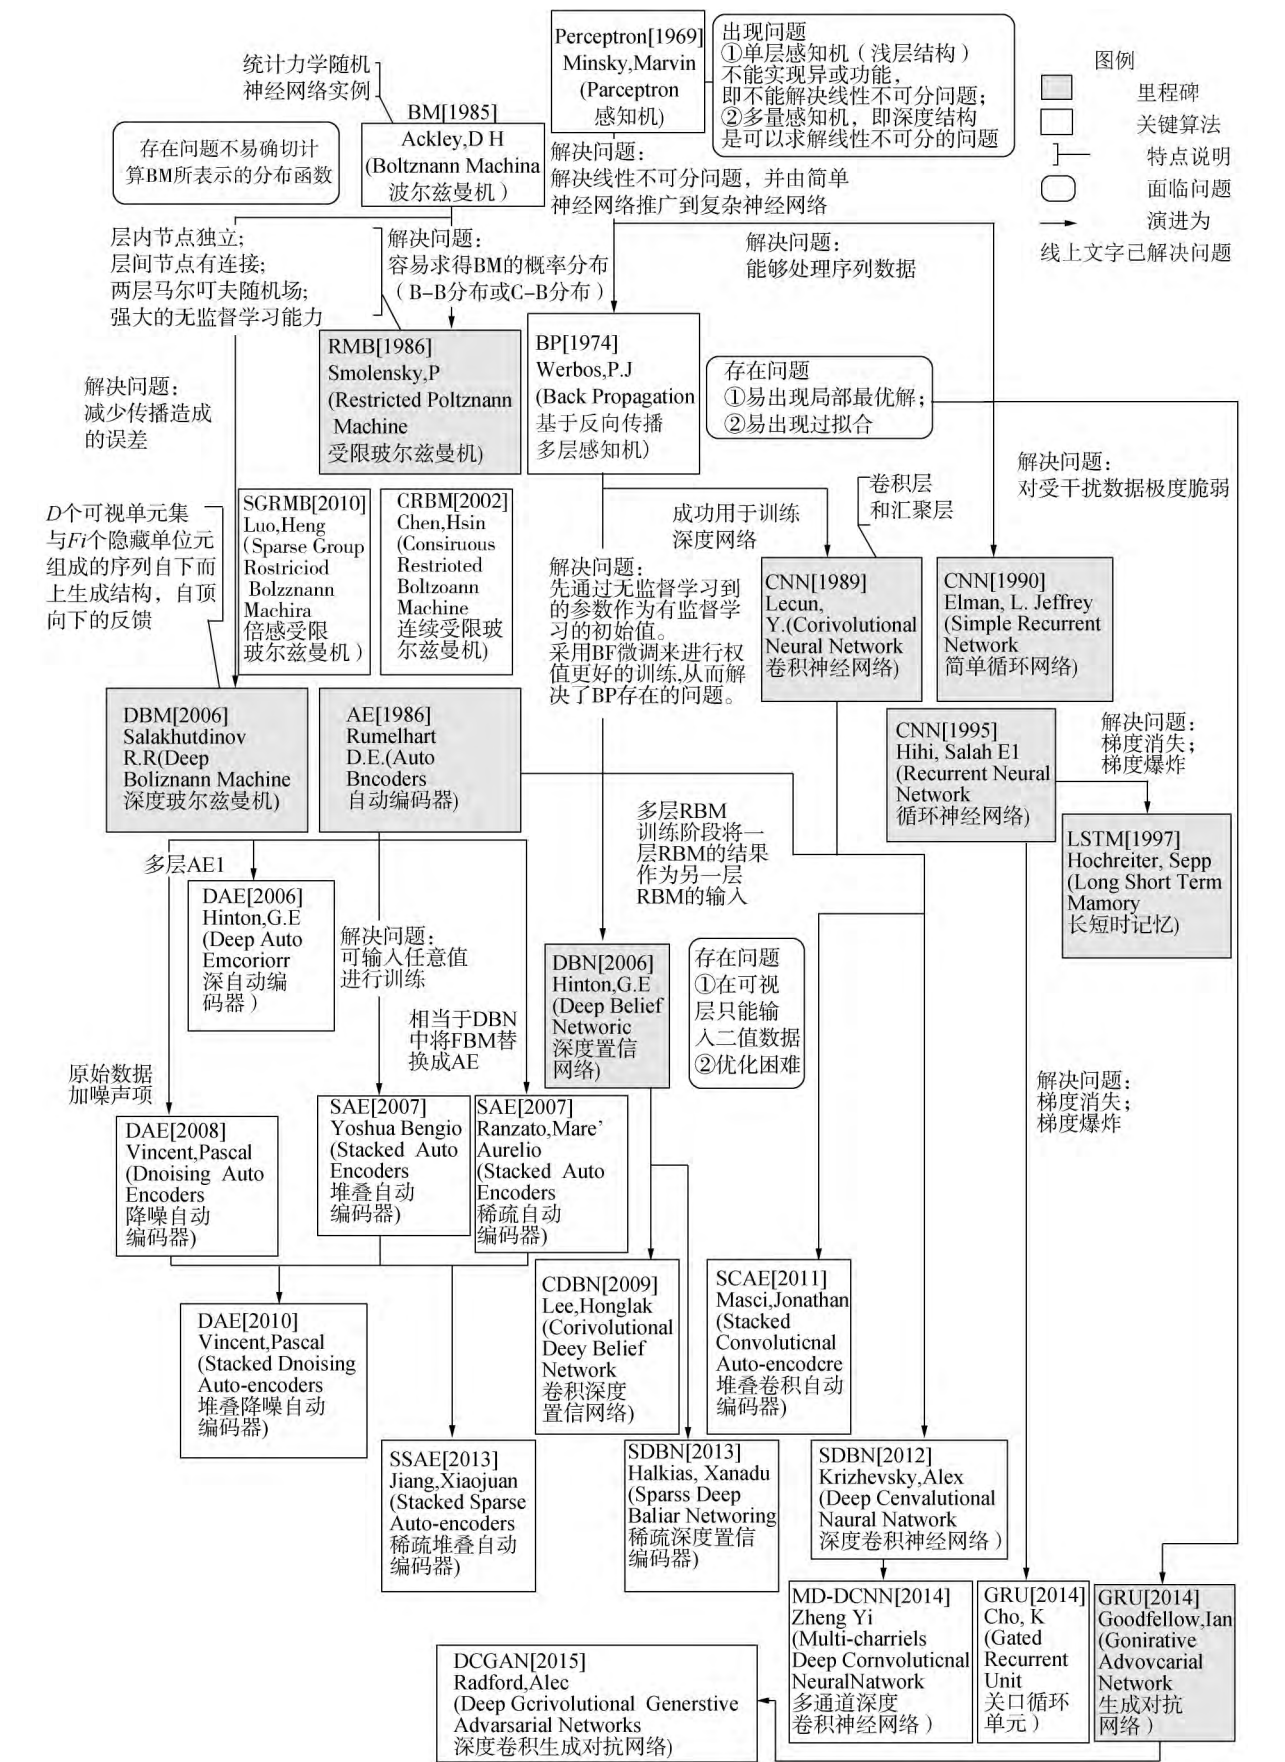 Perceptron[1969]
Minsky,Marvin
(Parceptron
感知机)
出现问题
①单层感知机（浅层结构）
不能实现异或功能，
即不能解决线性不可分问题；
②多量感知机，即深度结构
是可以求解线性不可分的问题
图例
里程碑
关键算法
特点说明
面临问题
演进为
线上文字已解决问题
统计力学随机
神经网络实例
BM[1985]
Ackley,D H
(Boltznann Machina
波尔兹曼机）
存在问题不易确切计
算BM所表示的分布函数
解决问题：
解决线性不可分问题，并由简单
神经网络推广到复杂神经网络
层内节点独立;
层间节点有连接;
两层马尔叮夫随机场;
强大的无监督学习能力
解决问题：
容易求得BM的概率分布
（B-B分布或C-B分布）
解决问题：
能够处理序列数据
RMB[1986]
Smolensky,P
(Restricted Poltznann
Machine
受限玻尔兹曼机)
BP[1974]
Werbos,P.J
(Back Propagation
基于反向传播
多层感知机）
存在问题
①易出现局部最优解；
②易出现过拟合
解决问题：
减少传播造成
的误差
解决问题：
对受干扰数据极度脆弱
D个可视单元集
与Fi个隐藏单位元
组成的序列自下而
上生成结构，自顶
向下的反馈
SGRMB[2010]
Luo,Heng
(Sparse Group
Rostriciod
Bolzznann
Machira
倍感受限
玻尔兹曼机）
CRBM[2002]
Chen,Hsin
(Consiruous
Restrioted
Boltzoann
Machine
连续受限玻
尔兹曼机)
成功用于训练
深度网络
卷积层
和汇聚层
解决问题：
先通过无监督学习到
的参数作为有监督学
习的初始值。
采用BF微调来进行权
值更好的训练,从而解
决了BP存在的问题。
CNN[1989]
Lecun,
Y.(Corivolutional
Neural Network
卷积神经网络)
CNN[1990]
Elman, L. Jeffrey
(Simple Recurrent
Network
简单循环网络)
DBM[2006]
Salakhutdinov
R.R(Deep
Boliznann Machine
深度玻尔兹曼机)
AE[1986]
Rumelhart
D.E.(Auto
Bncoders
自动编码器)
CNN[1995]
Hihi, Salah E1
(Recurrent Neural
Network
循环神经网络)
解决问题：
梯度消失；
梯度爆炸
LSTM[1997]
Hochreiter, Sepp
(Long Short Term
Mamory
长短时记忆)
多层RBM
训练阶段将一
层RBM的结果
作为另一层
RBM的输入
多层AE1
DAE[2006]
Hinton,G.E
(Deep Auto
Emcoriorr
深自动编
码器）
解决问题：
可输入任意值
进行训练
相当于DBN
中将FBM替
换成AE
DBN[2006]
Hinton,G.E
(Deep Belief
Networic
深度置信
网络)
存在问题
①在可视
层只能输
入二值数据
②优化困难
原始数据
加噪声项
解决问题：
梯度消失；
梯度爆炸
DAE[2008]
Vincent,Pascal
(Dnoising Auto
Encoders
降噪自动
编码器)
SAE[2007]
Yoshua Bengio
(Stacked Auto
Encoders
堆叠自动
编码器)
SAE[2007]
Ranzato,Mare’
Aurelio
(Stacked Auto
Encoders
稀疏自动
编码器)
CDBN[2009]
Lee,Honglak
(Corivolutional
Deey Belief
Network
卷积深度
置信网络)
SCAE[2011]
Masci,Jonathan
(Stacked
Convoluticnal
Auto-encodcre
堆叠卷积自动
编码器)
DAE[2010]
Vincent,Pascal
(Stacked Dnoising
Auto-encoders
堆叠降噪自动
编码器)
SSAE[2013]
Jiang,Xiaojuan
(Stacked Sparse
Auto-encoders
稀疏堆叠自动
编码器)
SDBN[2013]
Halkias, Xanadu
(Sparss Deep
Baliar Networing
稀疏深度置信
编码器)
SDBN[2012]
Krizhevsky,Alex
(Deep Cenvalutional
Naural Natwork
深度卷积神经网络）
MD-DCNN[2014]
Zheng Yi
(Multi-charriels
Deep Cornvoluticnal
NeuralNatwork
多通道深度
卷积神经网络）
GRU[2014]
Cho, K
(Gated
Recurrent
Unit
关口循环
单元）
GRU[2014]
Goodfellow,Ian
(Gonirative
Advovcarial
Network
生成对抗
网络）
DCGAN[2015]
Radford,Alec
(Deep Gcrivolutional Generstive
Advarsarial Networks
深度卷积生成对抗网络)